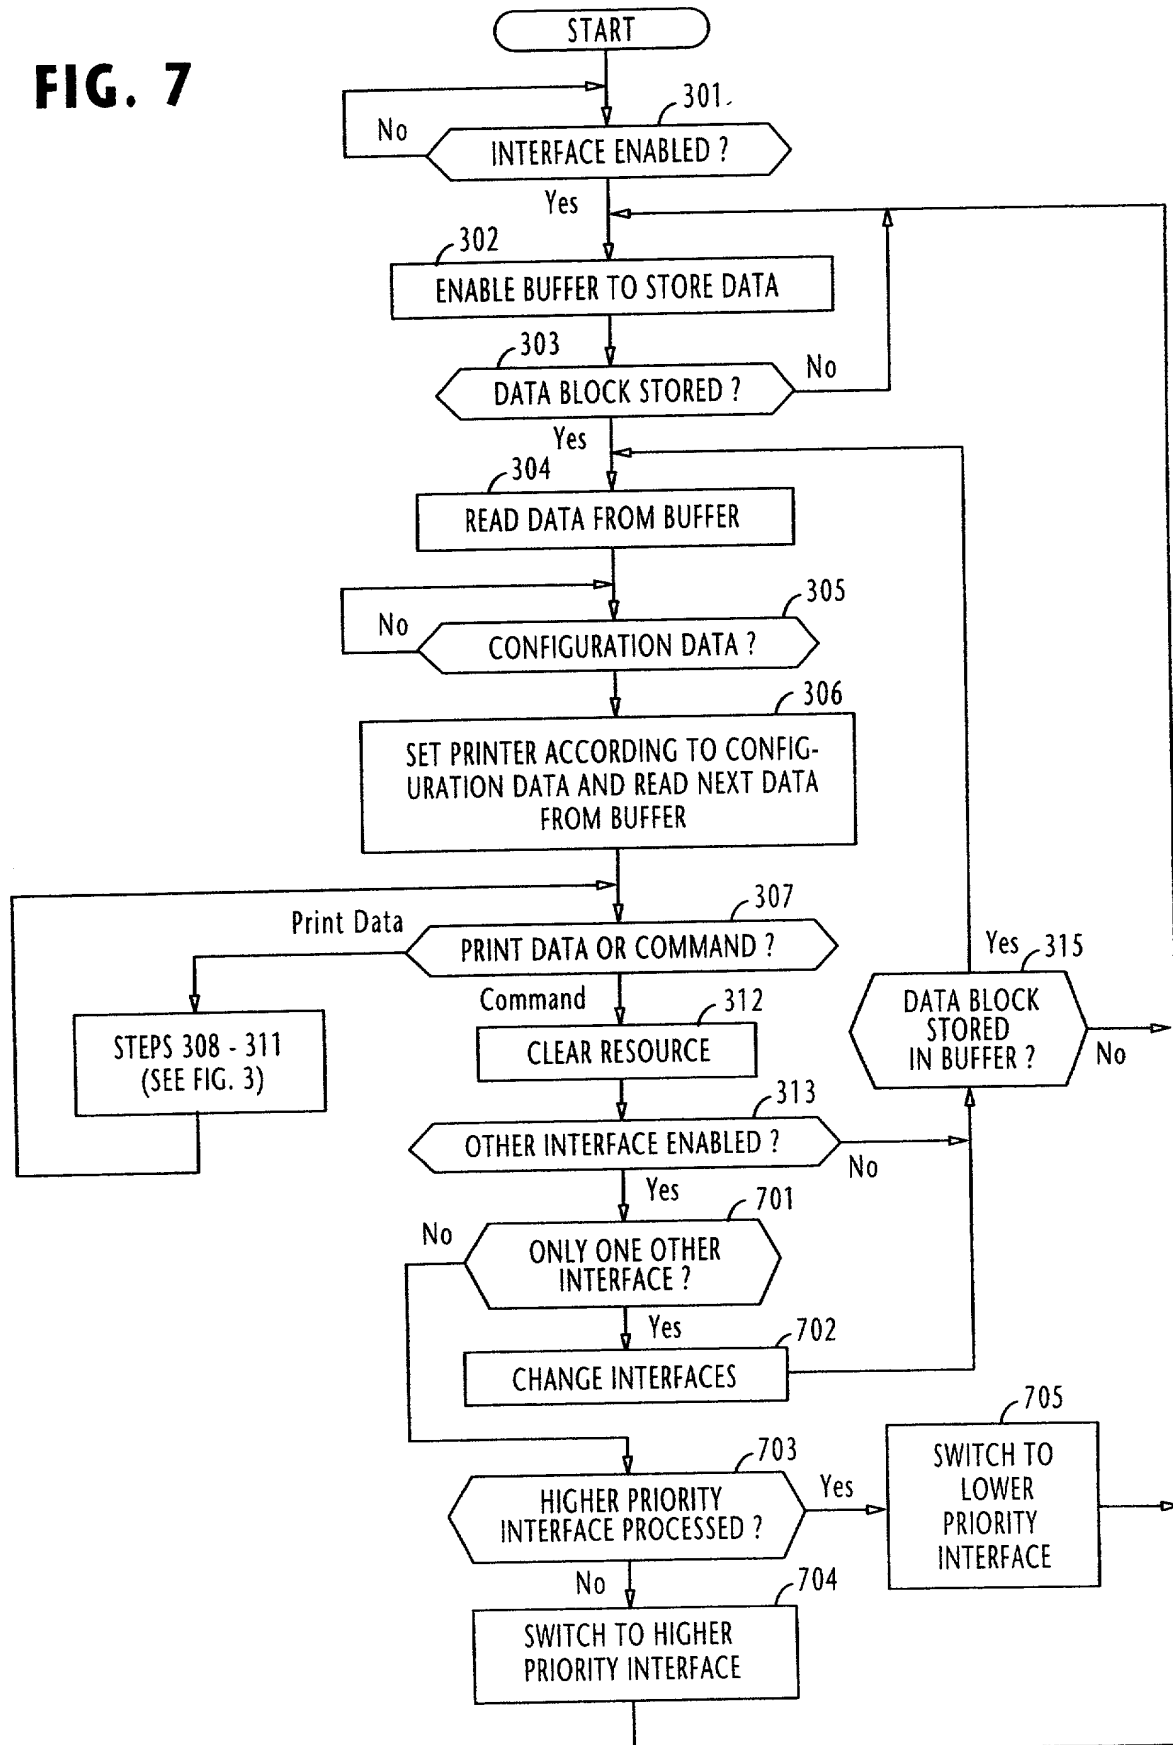 START
FIG. 7
301
No
INTERFACE ENABLED ?
Yes
302
ENABLE BUFFER TO STORE DATA
303
No
DATA BLOCK STORED ?
Yes
304
READ DATA FROM BUFFER
305
No
CONFIGURATION DATA ?
306
SET PRINTER ACCORDING TO CONFIG-
URATION DATA AND READ NEXT DATA
FROM BUFFER
307
Print Data
PRINT DATA OR COMMAND ?
Yes
315
Command
312
DATA BLOCK
STORED
IN BUFFER ?
No
CLEAR RESOURCE
STEPS 308 - 311
(SEE FIG. 3)
313
OTHER INTERFACE ENABLED ?
No
Yes
701
No
ONLY ONE OTHER
INTERFACE ?
Yes
702
CHANGE INTERFACES
705
703
SWITCH TO
LOWER
PRIORITY
INTERFACE
Yes
HIGHER PRIORITY
INTERFACE PROCESSED ?
No
704
SWITCH TO HIGHER
PRIORITY INTERFACE